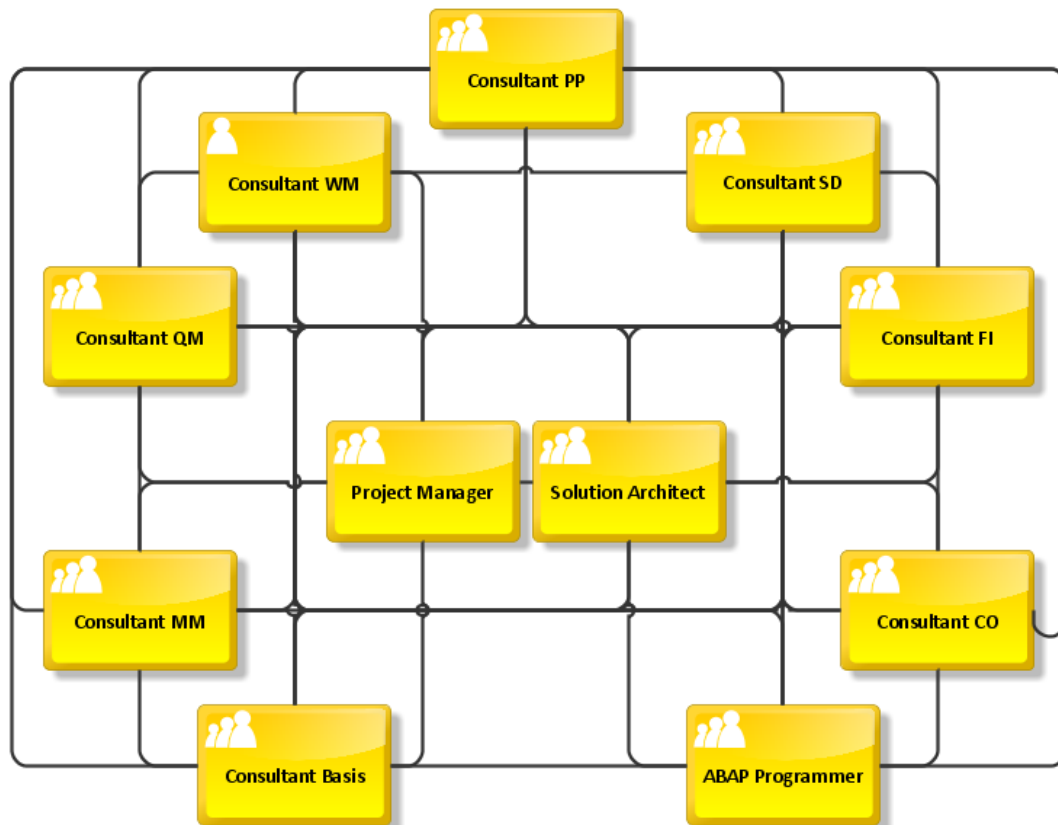 Consultant PP
Consultant WM
Consultant SD
Consultant QM
Consultant FI
Project Manager
Solution Architect
Consultant MM
Consultant CO
Consultant Basis
ABAP Programmer